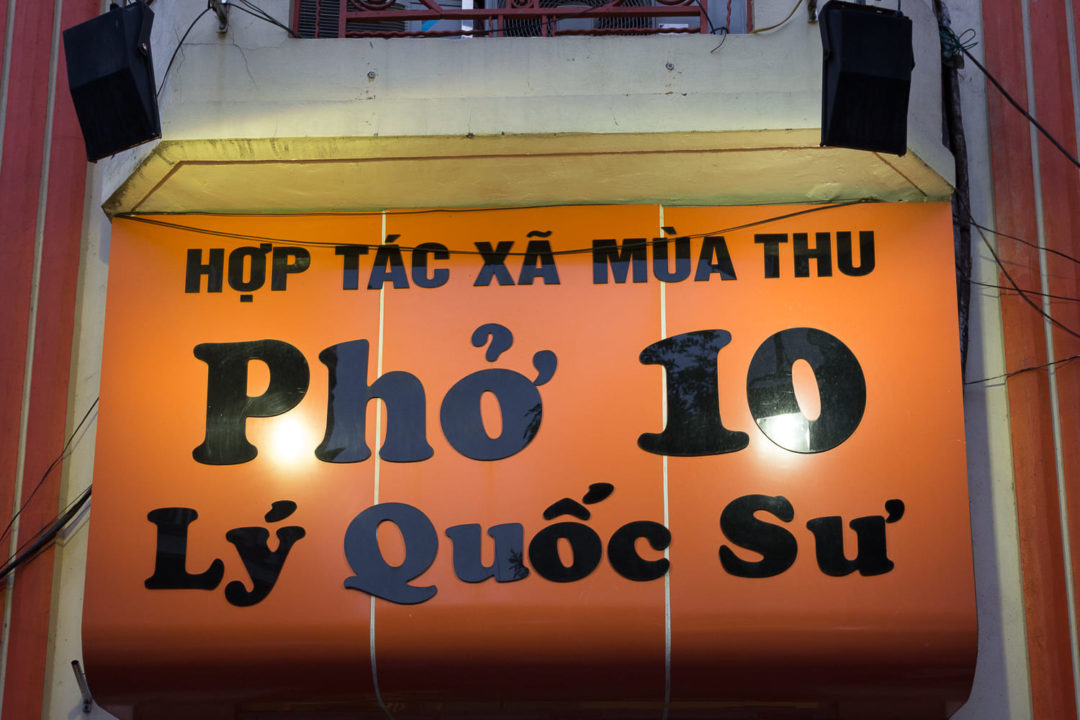 HỢP TÁC XÃ MÙA THU
Phở 10
Lý Quốc Sư